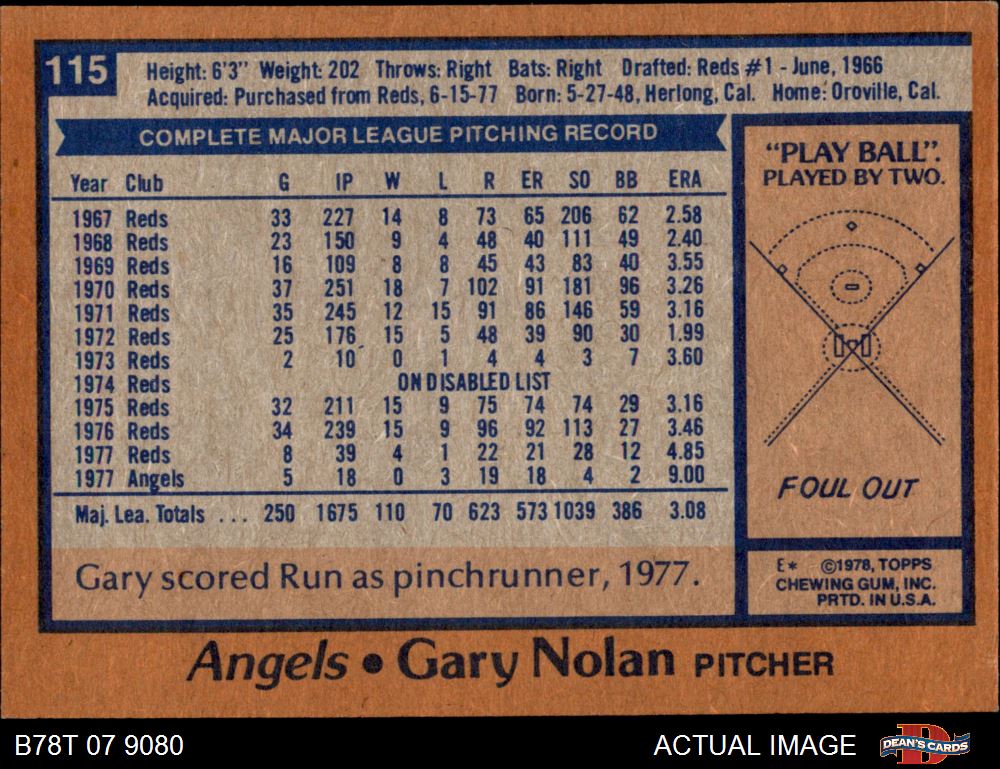 115
Height: 6'3" Weight: 202 Throws: Right Bats: Right Drafted: Reds #1 - June, 1966
Acquired: Purchased from Reds, 6-15-77 Born: 5-27-48, Herlong, Cal. Home: Oroville, Cal.
COMPLETE MAJOR LEAGUE PITCHING RECORD
Year Club G IP W L R ER SO BB ERA
1967 Reds 33 227 14 8 73 65 206 62 2.58
1968 Reds 23 150 9 4 48 40 111 49 2.40
1969 Reds 16 109 8 8 45 43 83 40 3.55
1970 Reds 37 251 18 7 102 91 181 96 3.26
1971 Reds 35 245 12 15 91 86 146 59 3.16
1972 Reds 25 176 15 5 48 39 90 30 1.99
1973 Reds 2 10 0 1 4 4 3 7 3.60
1974 Reds ON DISABLED LIST
1975 Reds 32 211 15 9 75 74 74 29 3.16
1976 Reds 34 239 15 9 96 92 113 27 3.46
1977 Reds 8 39 4 1 22 21 28 12 4.85
1977 Angels 5 18 0 3 19 18 4 2 9.00
Maj. Lea. Totals ... 250 1675 110 70 623 573 1039 386 3.08
Gary scored Run as pinchrunner, 1977.
"PLAY BALL".
PLAYED BY TWO.
FOUL OUT
E* ©1978, TOPPS
CHEWING GUM, INC.
PRTD. IN U.S.A.
Angels • Gary Nolan PITCHER
B78T 07 9080
ACTUAL IMAGE
DEAN'S CARDS